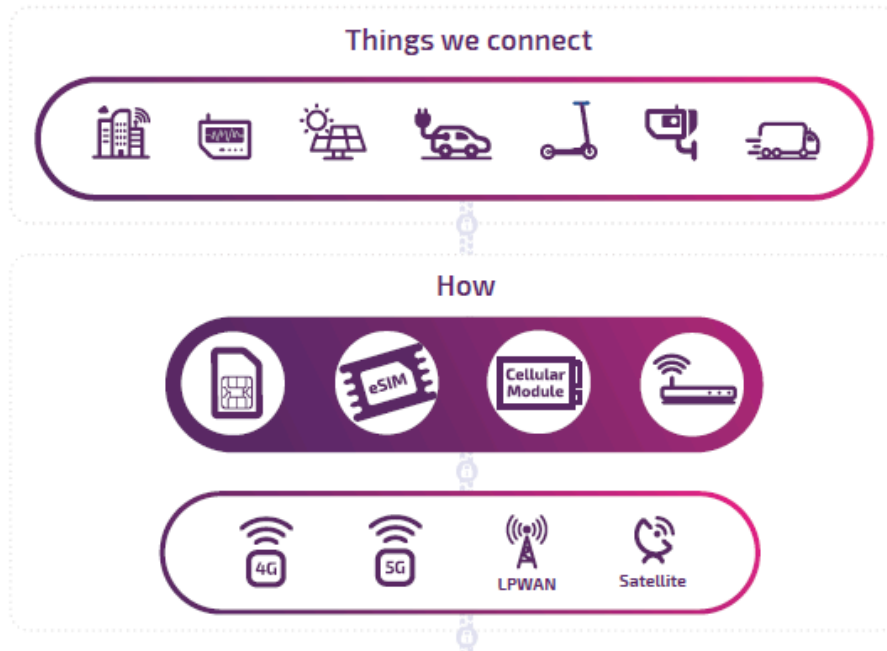 Things we connect
How
eSIM
Cellular
Module
4G
5G
LPWAN
Satellite